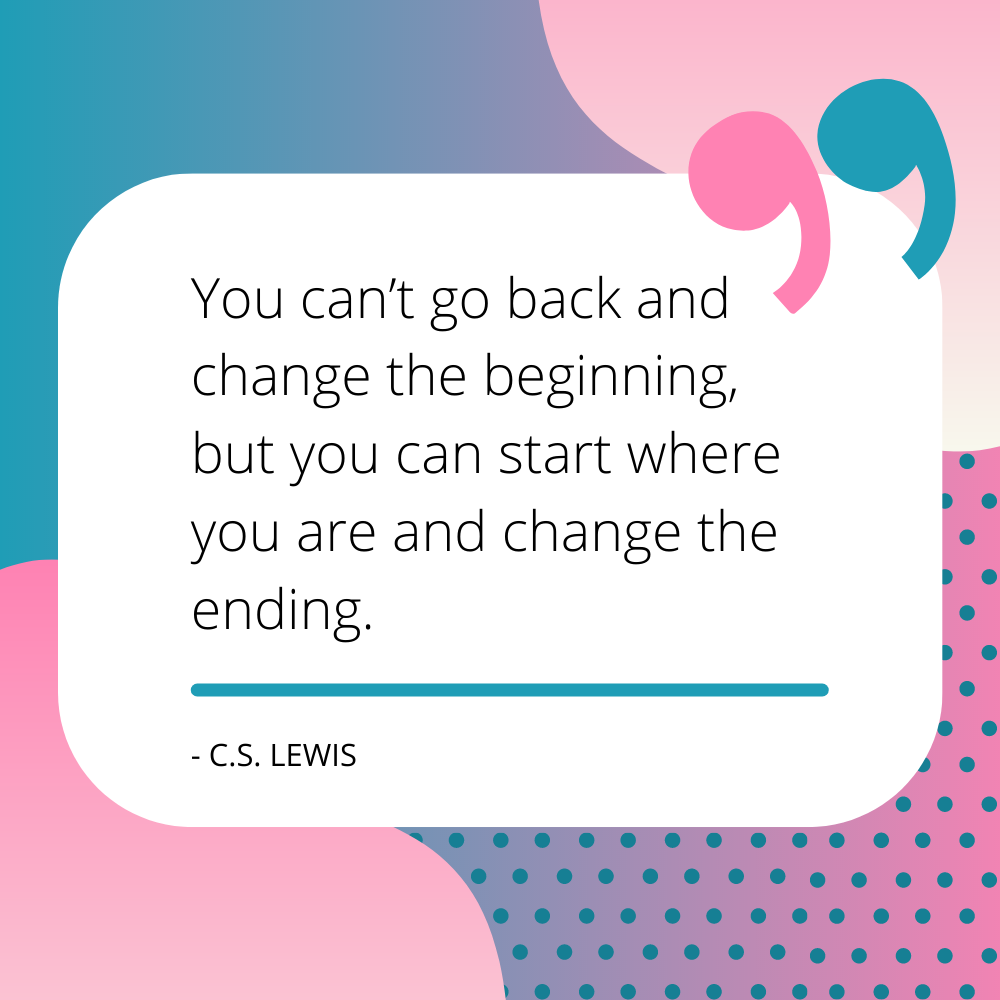 You can’t go back and
change the beginning,
but you can start where
you are and change the
ending.
- C.S. LEWIS